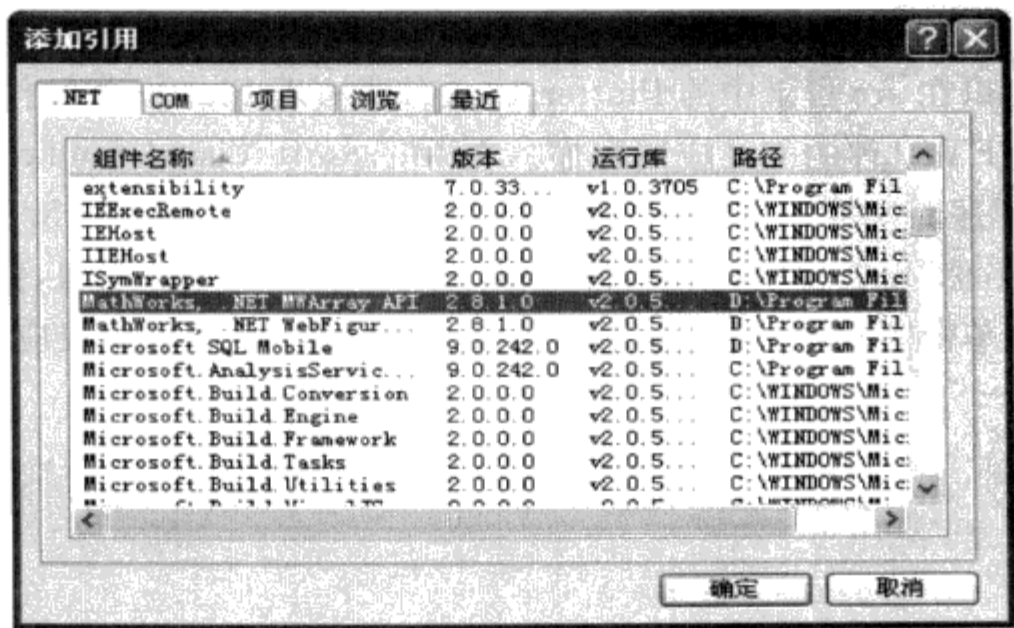 添加引用
.NET COM 项目 浏览 最近
组件名称 版本 运行库 路径
extensibility 7.0.33... v1.0.3705 C:\Program Fil
IEExecRemote 2.0.0.0 v2.0.5... C:\WINDOWS\Mic
IEHost 2.0.0.0 v2.0.5... C:\WINDOWS\Mic
IIEHost 2.0.0.0 v2.0.5... C:\WINDOWS\Mic
ISymWrapper 2.0.0.0 v2.0.5... C:\WINDOWS\Mic
MathWorks, .NET MWArray API 2.8.1.0 v2.0.5... D:\Program Fil
MathWorks, .NET WebFigur... 2.8.1.0 v2.0.5... D:\Program Fil
Microsoft SQL Mobile 9.0.242.0 v2.0.5... D:\Program Fil
Microsoft.AnalysisServic... 9.0.242.0 v2.0.5... C:\Program Fil
Microsoft.Build.Conversion 2.0.0.0 v2.0.5... C:\WINDOWS\Mic
Microsoft.Build.Engine 2.0.0.0 v2.0.5... C:\WINDOWS\Mic
Microsoft.Build.Framework 2.0.0.0 v2.0.5... C:\WINDOWS\Mic
Microsoft.Build.Tasks 2.0.0.0 v2.0.5... C:\WINDOWS\Mic
Microsoft.Build.Utilities 2.0.0.0 v2.0.5... C:\WINDOWS\Mic
确定 取消